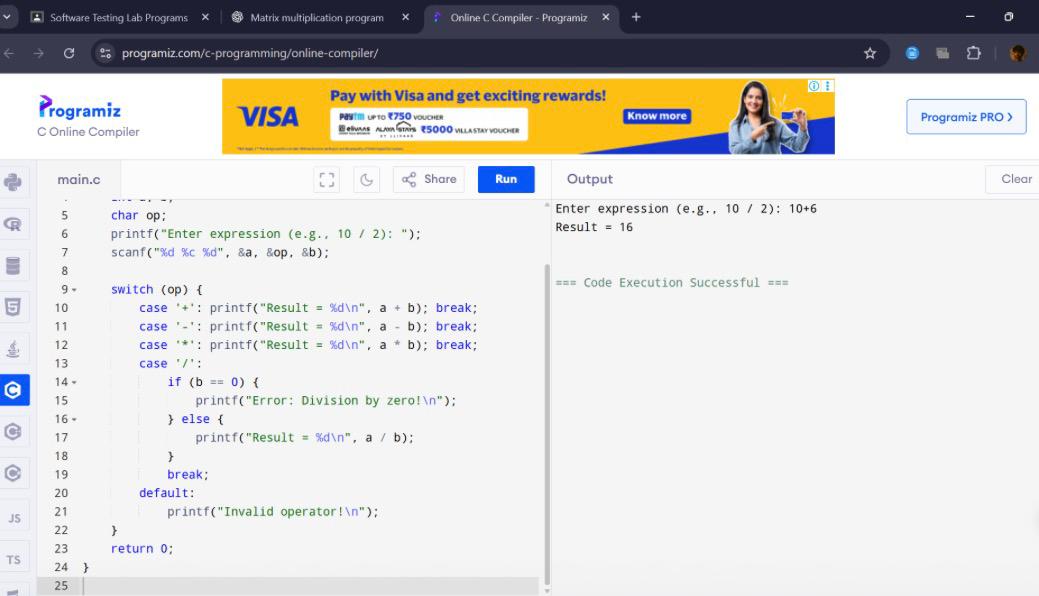 Software Testing Lab Programs
Matrix multiplication program
Online C Compiler - Programiz
programiz.com/c-programming/online-compiler/
Programiz
C Online Compiler
VISA
Pay with Visa and get exciting rewards!
Paytm UP TO ₹750 VOUCHER
elivaas ALAYA STAYS ₹5000 VILLA STAY VOUCHER
BY ELIVAAS
Know more
Programiz PRO >
main.c
Share
Run
Output
Clear
5 char op;
6 printf("Enter expression (e.g., 10 / 2): ");
7 scanf("%d %c %d", &a, &op, &b);
8
9 switch (op) {
10 case '+': printf("Result = %d\n", a + b); break;
11 case '-': printf("Result = %d\n", a - b); break;
12 case '*': printf("Result = %d\n", a * b); break;
13 case '/':
14 if (b == 0) {
15 printf("Error: Division by zero!\n");
16 } else {
17 printf("Result = %d\n", a / b);
18 }
19 break;
20 default:
21 printf("Invalid operator!\n");
22 }
23 return 0;
24 }
25
Enter expression (e.g., 10 / 2): 10+6
Result = 16
=== Code Execution Successful ===
JS
TS